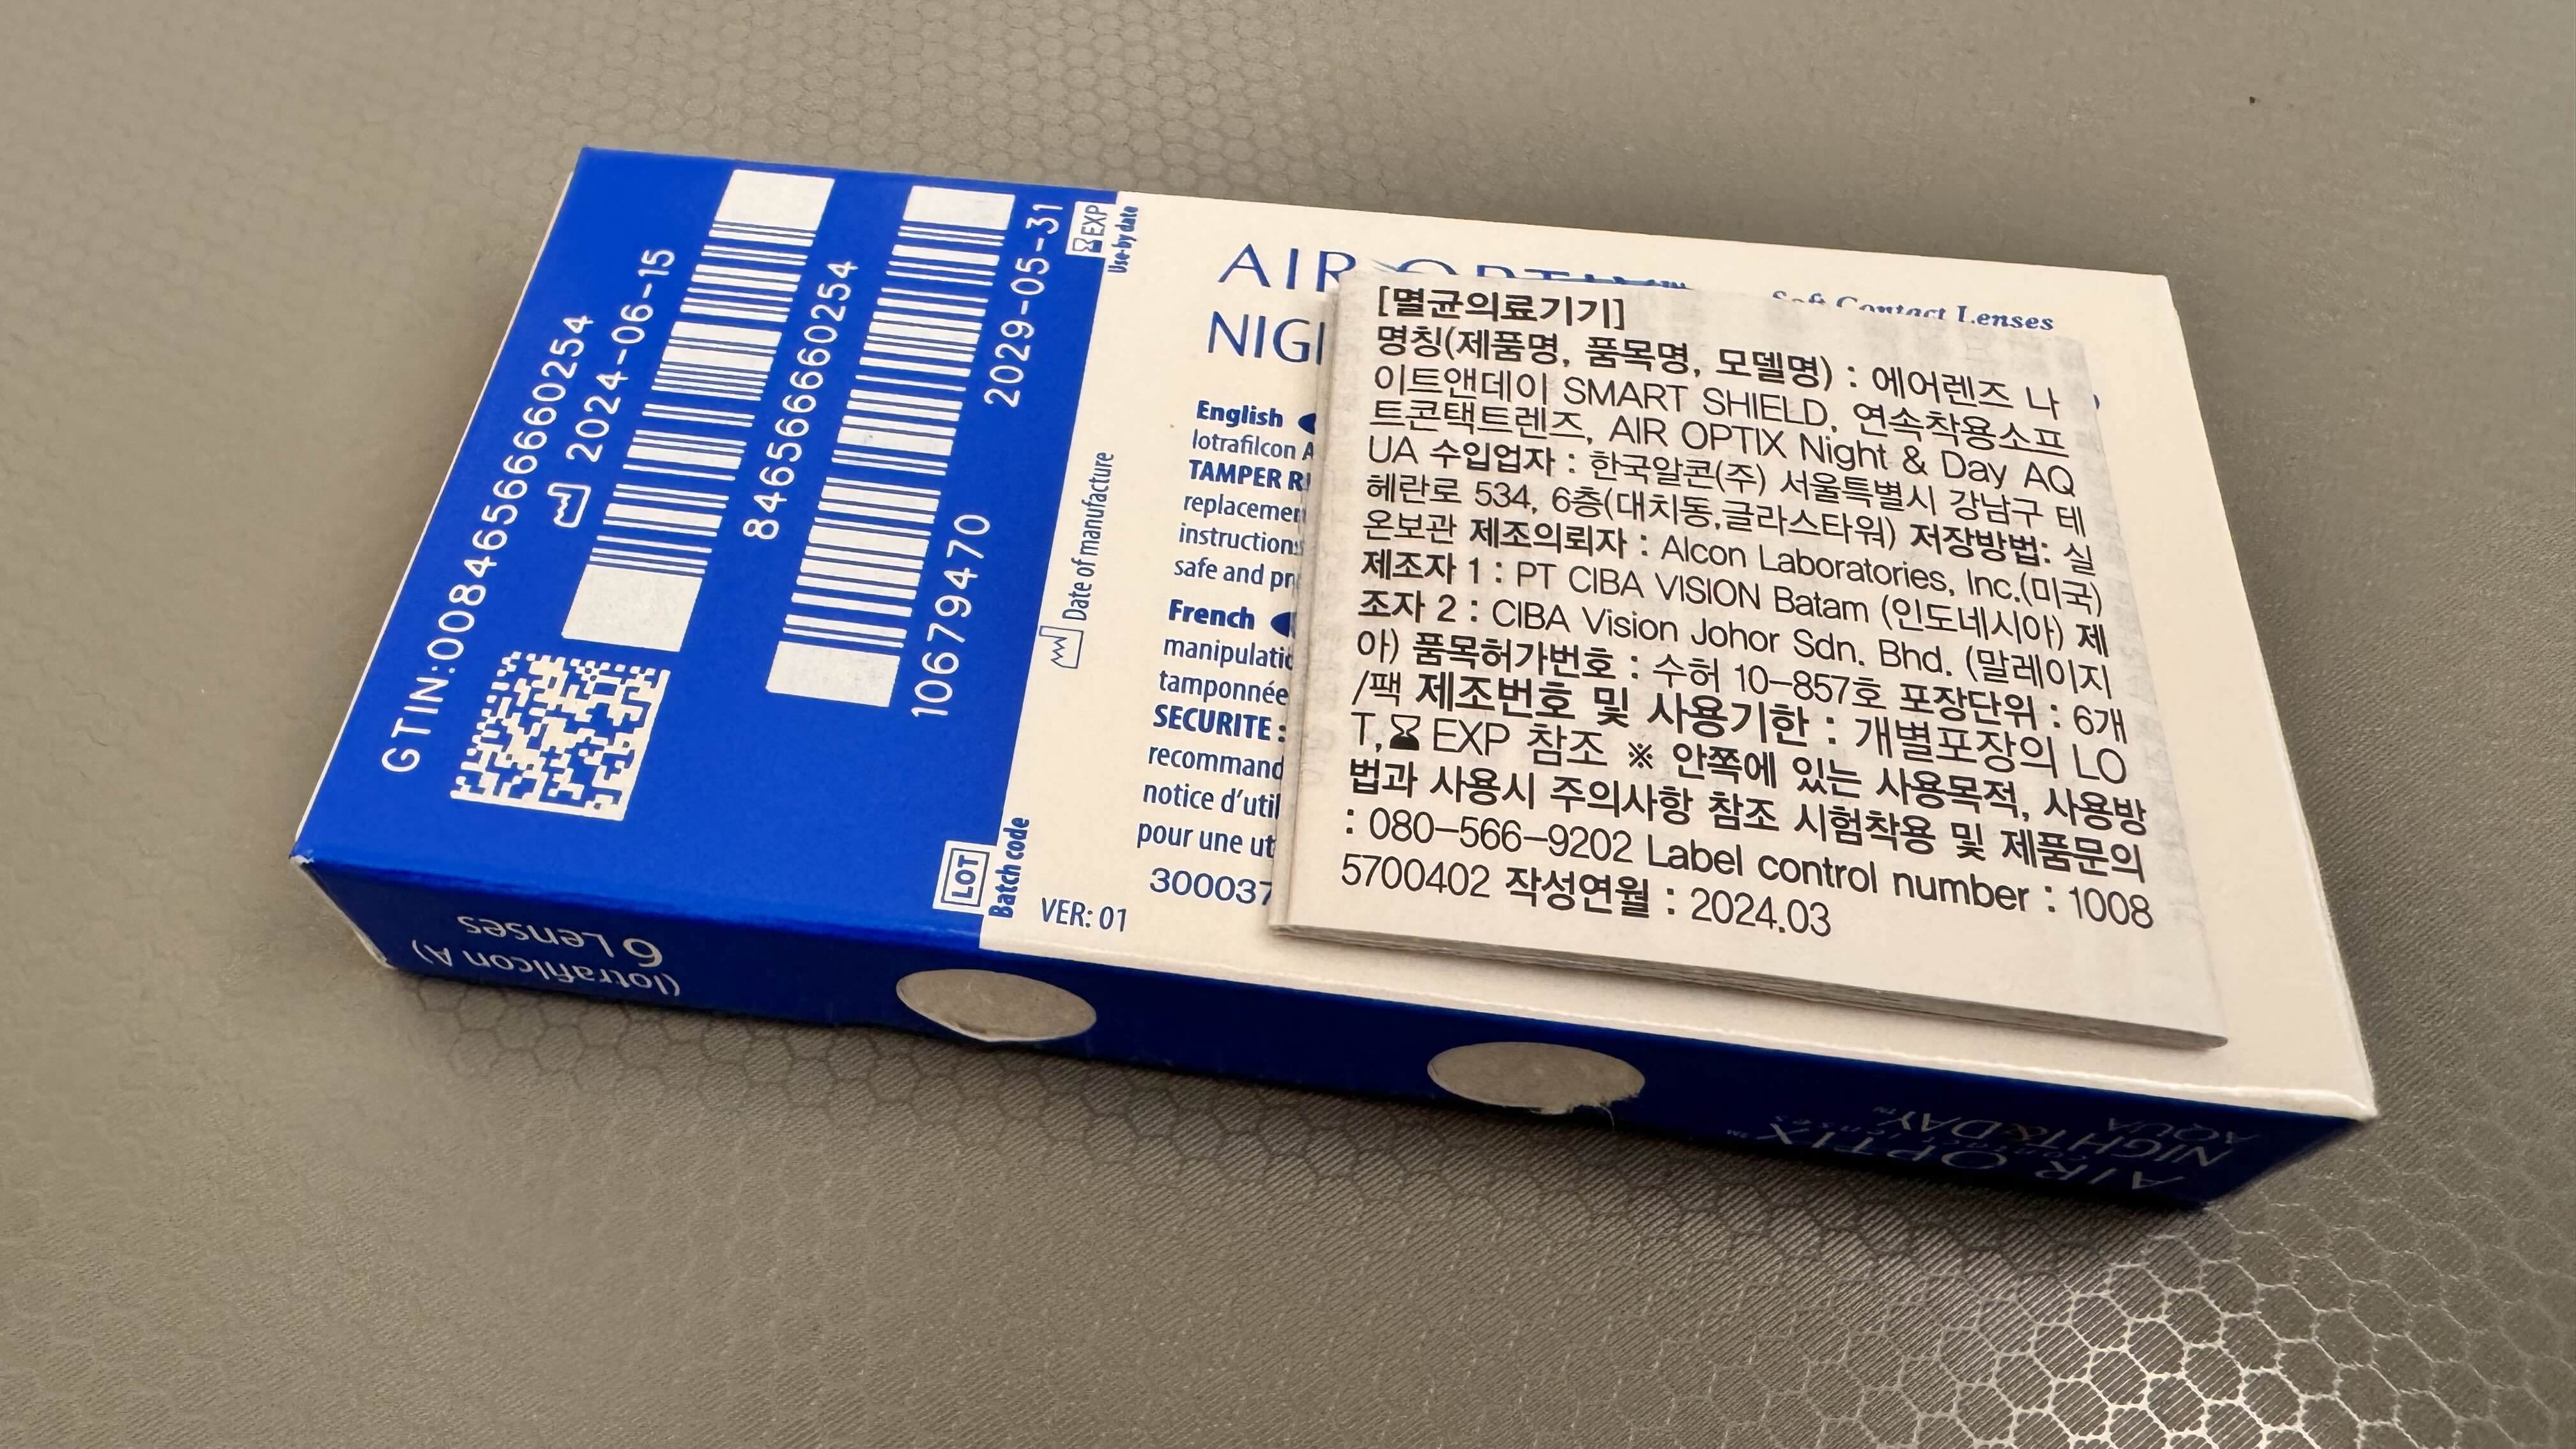 GTIN:00846566660254
2024-06-15
846566660254
10679470 2029-05-31
EXP
Use-by date
Date of manufacture
LOT
Batch code
AIR OPTIX™
Soft Contact Lenses
English
lotrafilcon A
TAMPER
safe and
French
SECURITE :
notice
pour une
VER: 01
[멸균의료기기]
명칭(제품명, 품목명, 모델명) : 에어렌즈 나
이트앤데이 SMART SHIELD, 연속착용소프
트콘택트렌즈, AIR OPTIX Night & Day AQ
UA 수입업자 : 한국알콘(주) 서울특별시 강남구 테
헤란로 534, 6층(대치동,글라스타워) 저장방법: 실
온보관 제조의뢰자 : Alcon Laboratories, Inc.(미국)
제조자 1 : PT CIBA VISION Batam (인도네시아) 제
조자 2 : CIBA Vision Johor Sdn. Bhd. (말레이지
아) 품목허가번호 : 수허 10-857호 포장단위 : 6개
/팩 제조번호 및 사용기한 : 개별포장의 LO
T,⌛EXP 참조 ※ 안쪽에 있는 사용목적, 사용방
법과 사용시 주의사항 참조 시험착용 및 제품문의
: 080-566-9202 Label control number : 1008
5700402 작성연월 : 2024.03
(lotrafilcon A)
6 Lenses
AIR OPTIX™
NIGHT&DAY™
AQUA